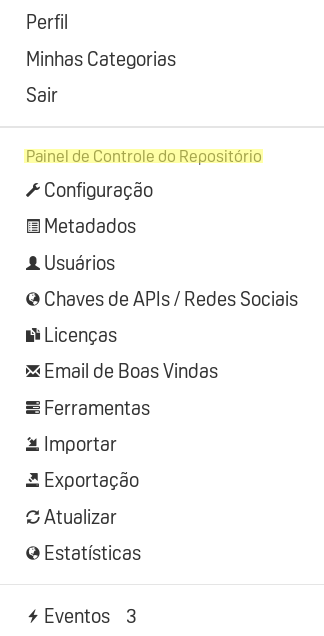 Perfil
Minhas Categorias
Sair
Painel de Controle do Repositório
Configuração
Metadados
Usuários
Chaves de APIs / Redes Sociais
Licenças
Email de Boas Vindas
Ferramentas
Importar
Exportação
Atualizar
Estatísticas
Eventos 3